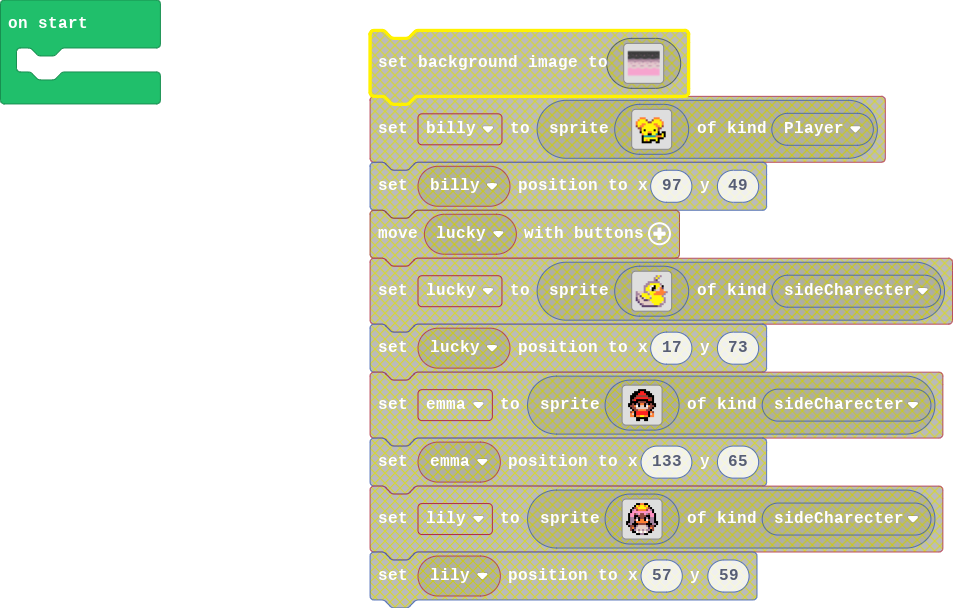 on start
set background image to
set billy to sprite of kind Player
set billy position to x 97 y 49
move lucky with buttons
set lucky to sprite of kind sideCharecter
set lucky position to x 17 y 73
set emma to sprite of kind sideCharecter
set emma position to x 133 y 65
set lily to sprite of kind sideCharecter
set lily position to x 57 y 59